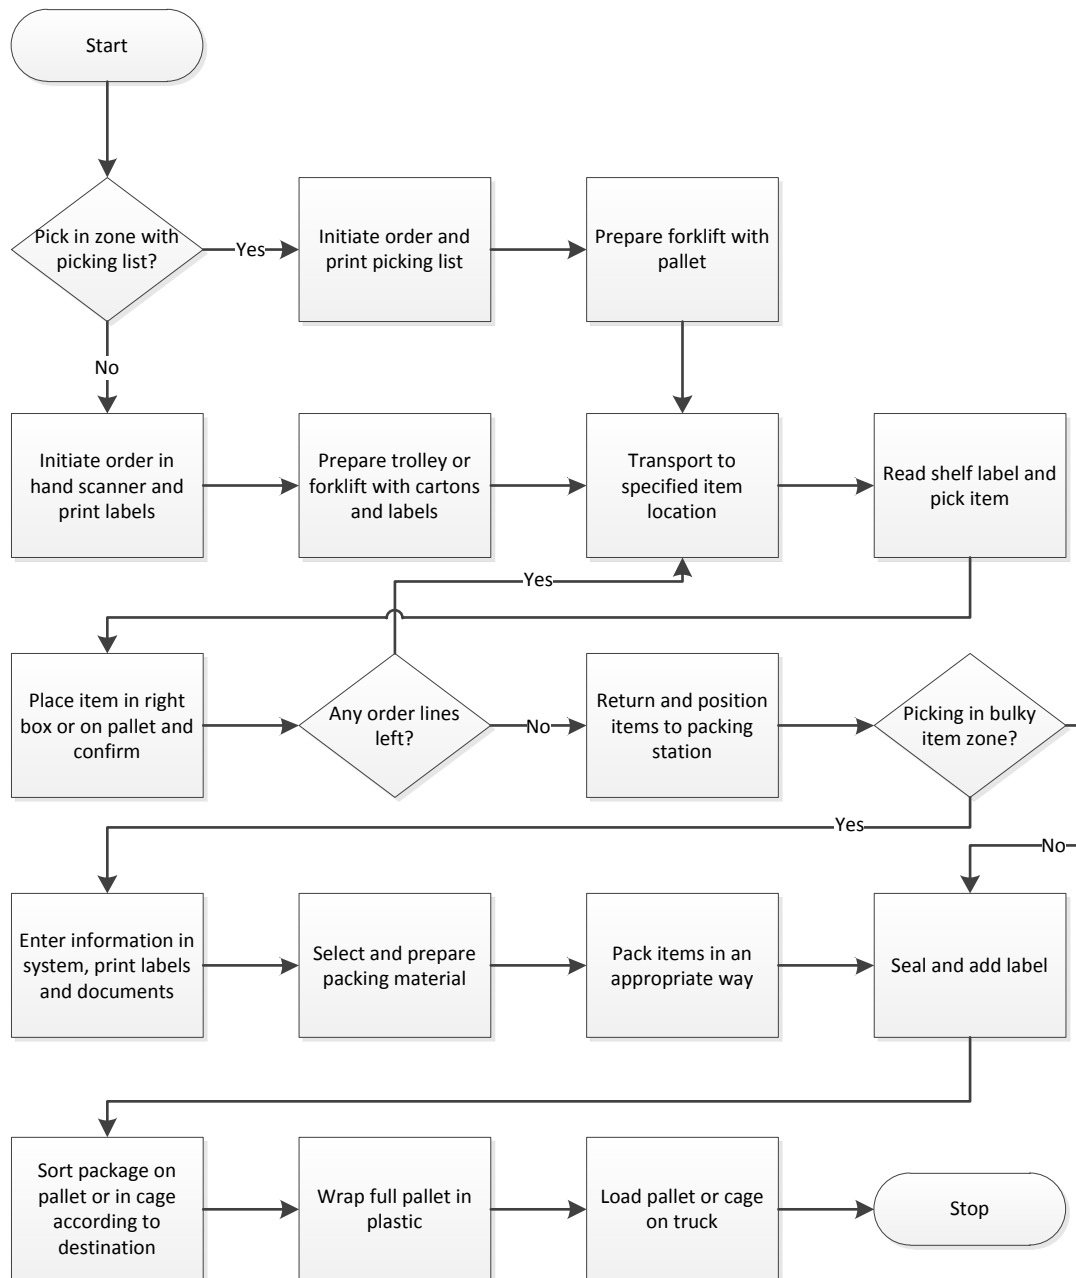 Start
Pick in zone with
picking list?
Yes
Initiate order and
print picking list
Prepare forklift with
pallet
No
Initiate order in
hand scanner and
print labels
Prepare trolley or
forklift with cartons
and labels
Transport to
specified item
location
Read shelf label and
pick item
Yes
Place item in right
box or on pallet and
confirm
Any order lines
left?
No
Return and position
items to packing
station
Picking in bulky
item zone?
Yes
No
Enter information in
system, print labels
and documents
Select and prepare
packing material
Pack items in an
appropriate way
Seal and add label
Sort package on
pallet or in cage
according to
destination
Wrap full pallet in
plastic
Load pallet or cage
on truck
Stop